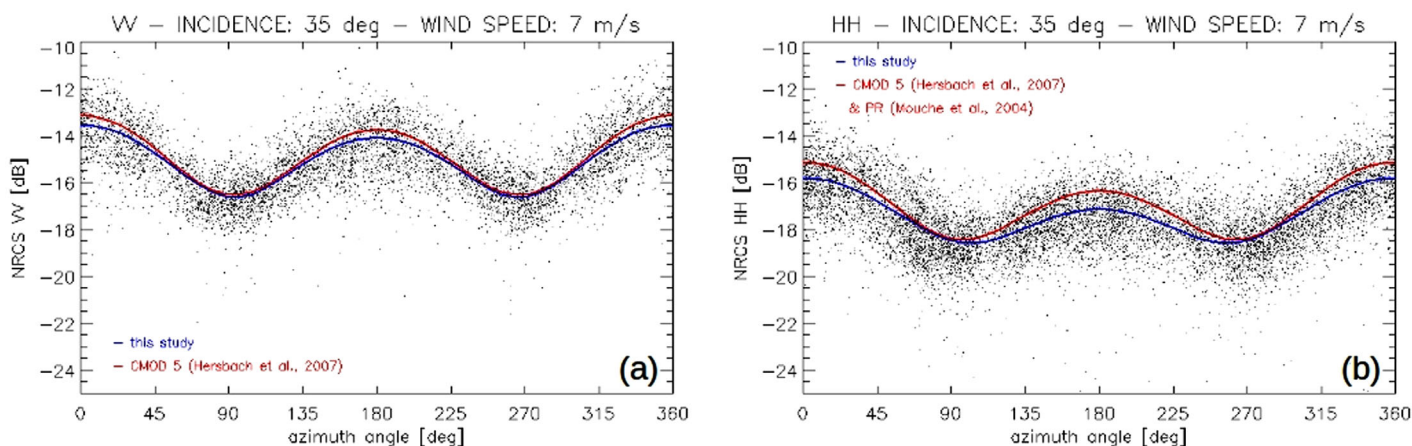 VV – INCIDENCE: 35 deg – WIND SPEED: 7 m/s
NRCS VV [dB]
−10
−12
−14
−16
−18
−20
−22
−24
– this study
– CMOD 5 (Hersbach et al., 2007)
(a)
0 45 90 135 180 225 270 315 360
azimuth angle [deg]
HH – INCIDENCE: 35 deg – WIND SPEED: 7 m/s
NRCS HH [dB]
−10
−12
−14
−16
−18
−20
−22
−24
– this study
– CMOD 5 (Hersbach et al., 2007)
& PR (Mouche et al., 2004)
(b)
0 45 90 135 180 225 270 315 360
azimuth angle [deg]